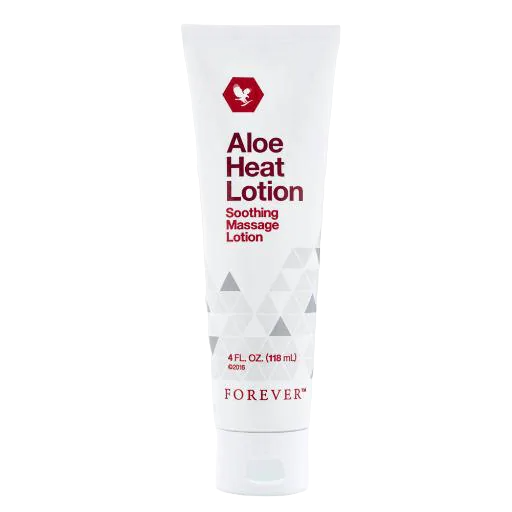 Aloe
Heat
Lotion
Soothing
Massage
Lotion
4 FL. OZ. (118 mL)
©2016
FOREVER™